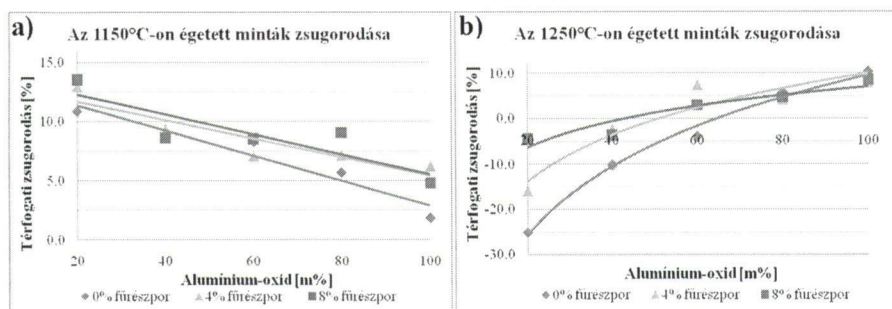 a)
Az 1150°C-on égetett minták zsugorodása
Térfogati zsugorodás [%]
15.0
10.0
5.0
0.0
20
40
60
80
100
Alumínium-oxid [m%]
0% fűrészpor
4% fűrészpor
8% fűrészpor
b)
Az 1250°C-on égetett minták zsugorodása
Térfogati zsugorodás [%]
10.0
0.0
-10.0
-20.0
-30.0
20
40
60
80
100
Alumínium-oxid [m%]
0% fűrészpor
4% fűrészpor
8% fűrészpor